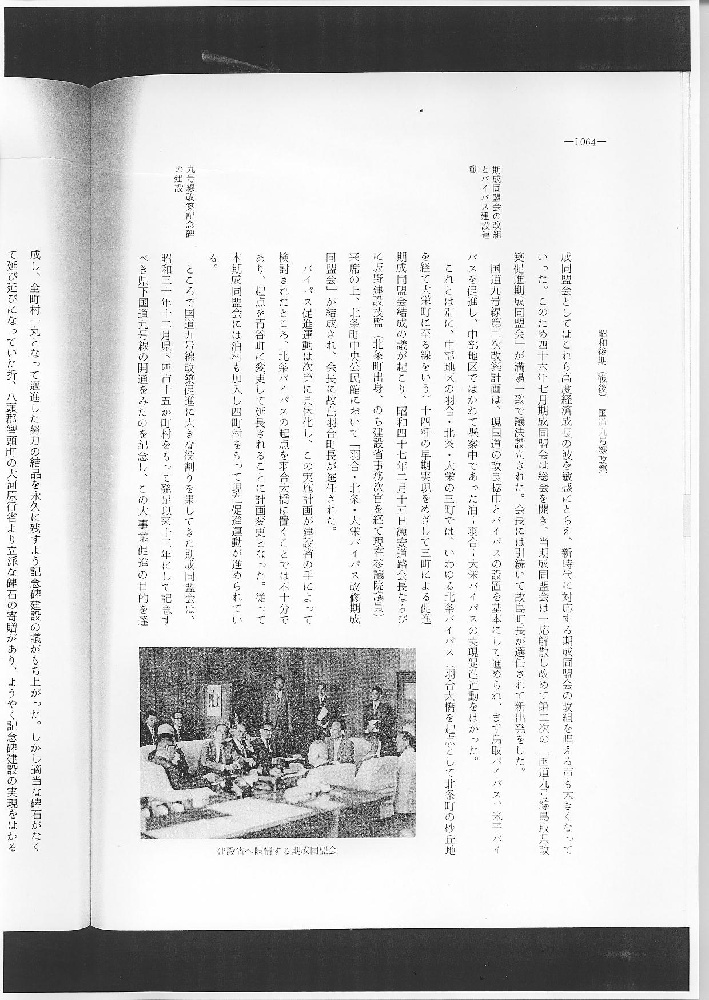 ―1064―
昭和後期（戦後）　国道九号線改築
成同盟会としてはこれら高度経済成長の波を敏感にとらえ、新時代に対応する期成同盟会の改組を唱える声も大きくなって
いった。このため四十六年七月期成同盟会は総会を開き、当期成同盟会は一応解散し改めて第二次の「国道九号線鳥取県改
築促進期成同盟会」が満場一致で議決設立された。会長には引続いて故島町長が選任されて新出発をした。
期成同盟会の改組
とバイパス建設運
動
国道九号線第二次改築計画は、現国道の改良拡巾とバイパスの設置を基本にして進められ、まず鳥取バイパス、米子バイ
パスを促進し、中部地区ではかねて懸案中であった泊〜羽合〜大栄バイパスの実現促進運動をはかった。
これとは別に、中部地区の羽合・北条・大栄の三町では、いわゆる北条バイパス（羽合大橋を起点として北条町の砂丘地
を経て大栄町に至る線をいう）十四粁の早期実現をめざして三町による促進
期成同盟会結成の議が起こり、昭和四十七年二月十五日徳安道路会長ならび
に坂野建設技監（北条町出身、のち建設省事務次官を経て現在参議院議員）
来席の上、北条町中央公民館において「羽合・北条・大栄バイパス改修期成
同盟会」が結成され、会長に故島羽合町長が選任された。
バイパス促進運動は次第に具体化し、この実施計画が建設省の手によって
検討されたところ、北条バイパスの起点を羽合大橋に置くことでは不十分で
あり、起点を青谷町に変更して延長されることに計画変更となった。従って
本期成同盟会には泊村も加入し四町村をもって現在促進運動が進められてい
る。
九号線改築記念碑
の建設
ところで国道九号線改築促進に大きな役割りを果してきた期成同盟会は、
昭和三十年十二月県下四市十五か町村をもって発足以来十三年にして記念す
べき県下国道九号線の開通をみたのを記念し、この大事業促進の目的を達
建設省へ陳情する期成同盟会
成し、全町村一丸となって邁進した努力の結晶を永久に残すよう記念碑建設の議がもち上がった。しかし適当な碑石がなく
て延び延びになっていた折、八頭郡智頭町の大河原行省より立派な碑石の寄贈があり、ようやく記念碑建設の実現をはかる